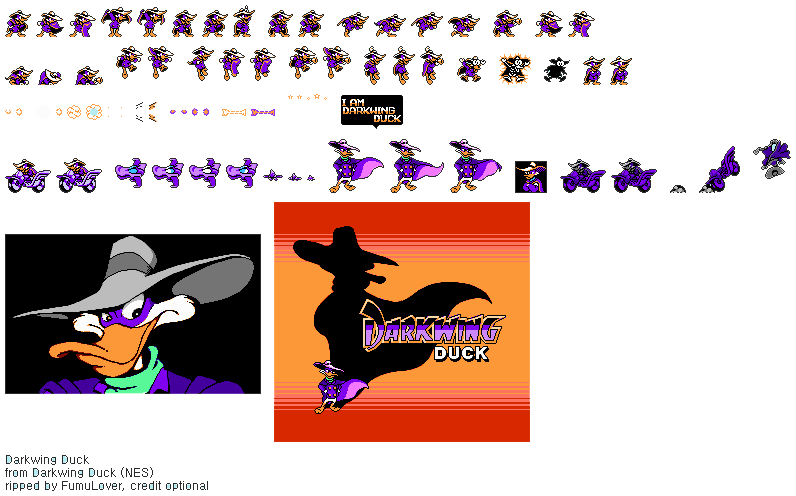 I AM
DARKWING
DUCK
DARKWING
DUCK
Darkwing Duck
from Darkwing Duck (NES)
ripped by FumuLover, credit optional